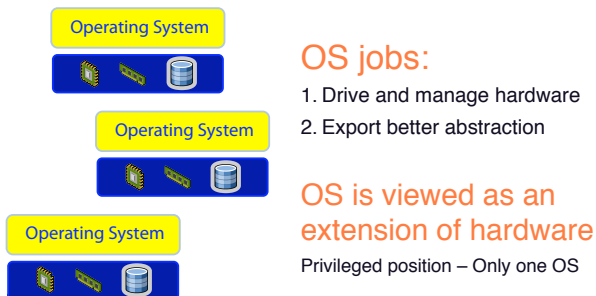 Operating System
OS jobs:
1. Drive and manage hardware
2. Export better abstraction
Operating System
OS is viewed as an
extension of hardware
Operating System
Privileged position – Only one OS